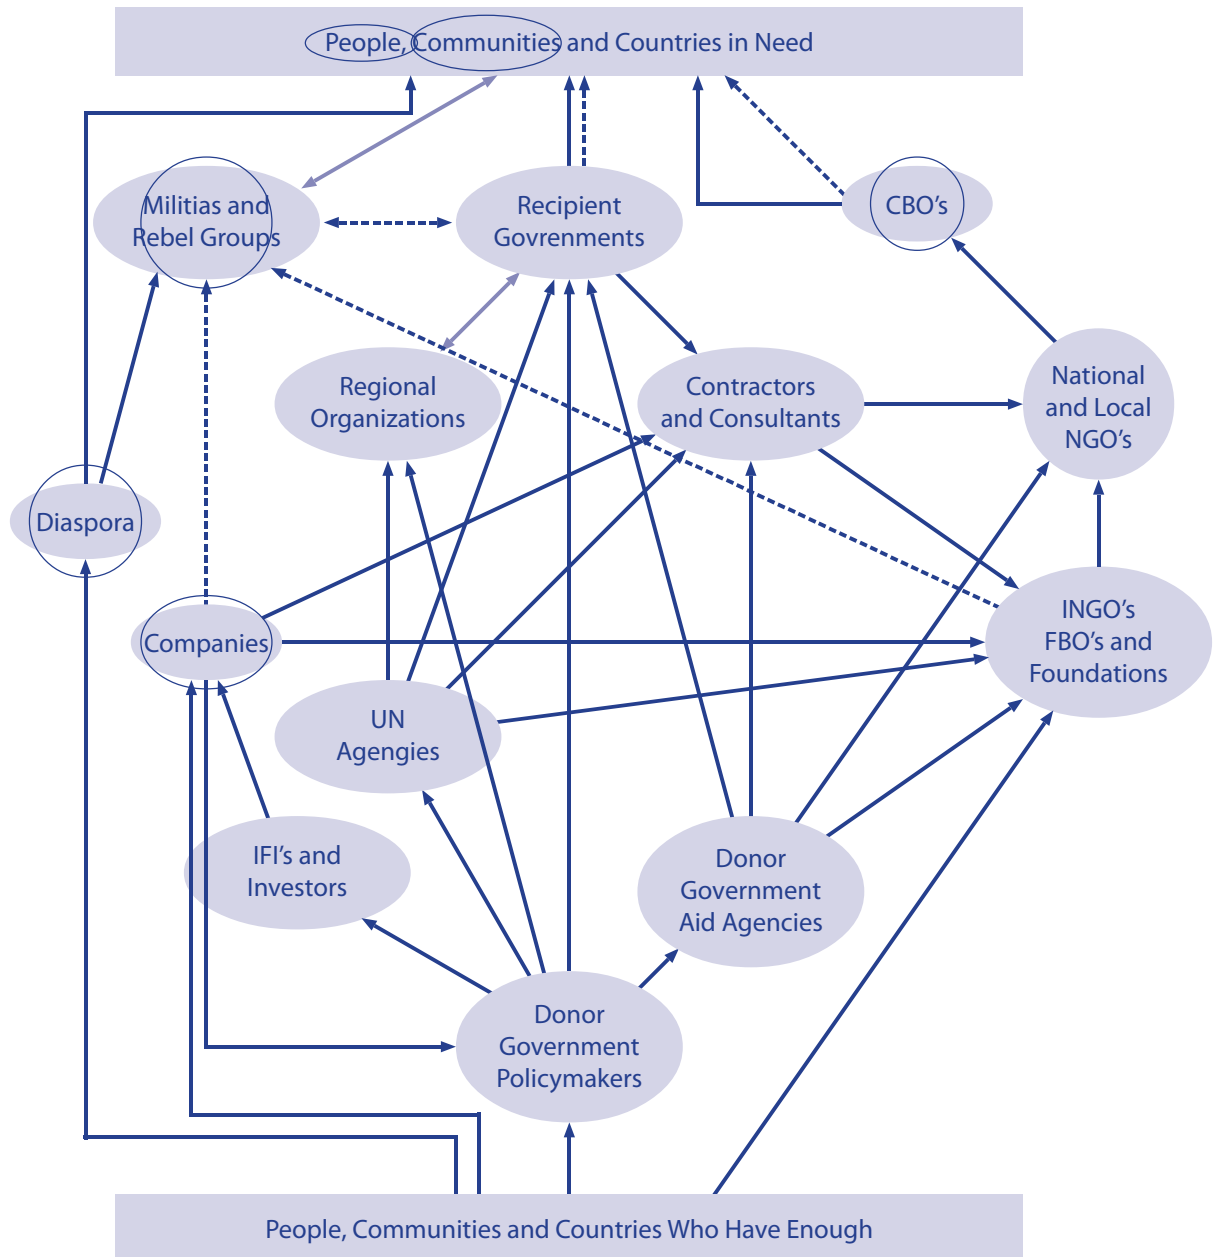 People, Communities and Countries in Need
Militias and
Rebel Groups
Recipient
Govrenments
CBO's
Regional
Organizations
Contractors
and Consultants
National
and Local
NGO's
Diaspora
Companies
INGO's
FBO's and
Foundations
UN
Agengies
IFI's and
Investors
Donor
Government
Aid Agencies
Donor
Government
Policymakers
People, Communities and Countries Who Have Enough